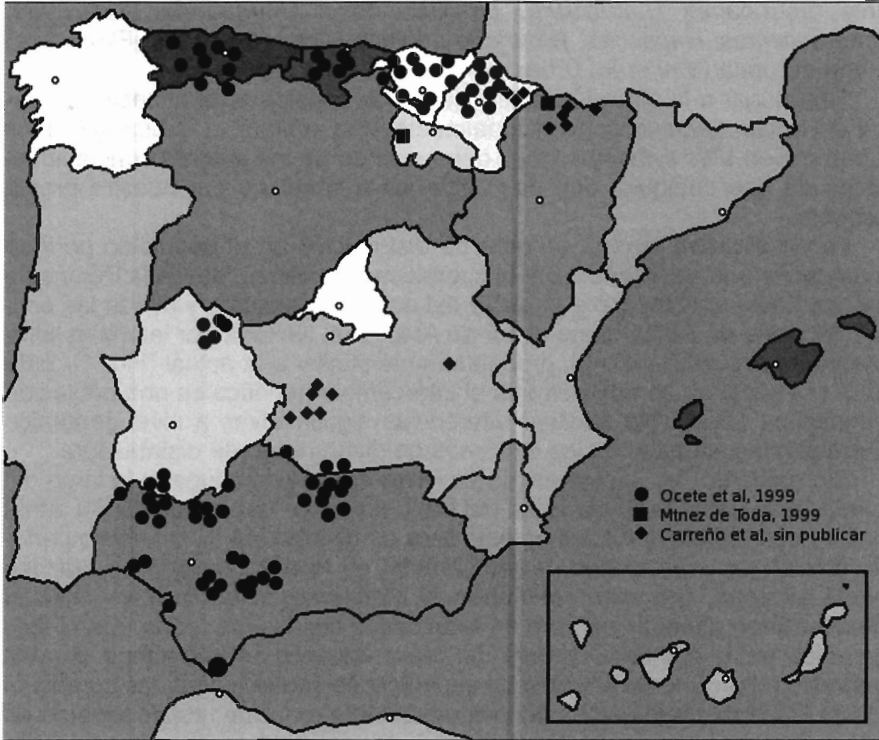 Ocete et al, 1999
Mtnez de Toda, 1999
Carreño et al, sin publicar